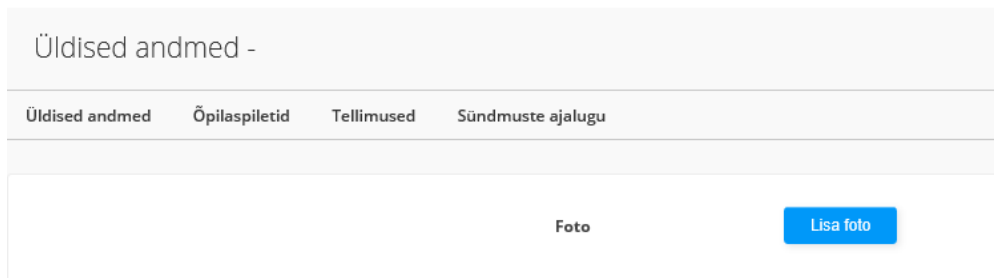 Üldised andmed -
Üldised andmed Õpilaspiletid Tellimused Sündmuste ajalugu
Foto Lisa foto